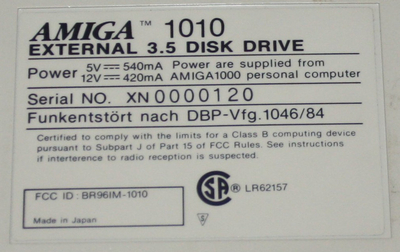 AMIGA™ 1010
EXTERNAL 3.5 DISK DRIVE
Power 5V⎓540mA Power are supplied from
12V⎓420mA AMIGA1000 personal computer
Serial NO. XN0000120
Funkentstört nach DBP-Vfg.1046/84
Certified to comply with the limits for a Class B computing device
pursuant to Subpart J of Part 15 of FCC Rules. See instructions
if interference to radio reception is suspected.
FCC ID : BR96IM-1010
Made in Japan
SA® LR62157